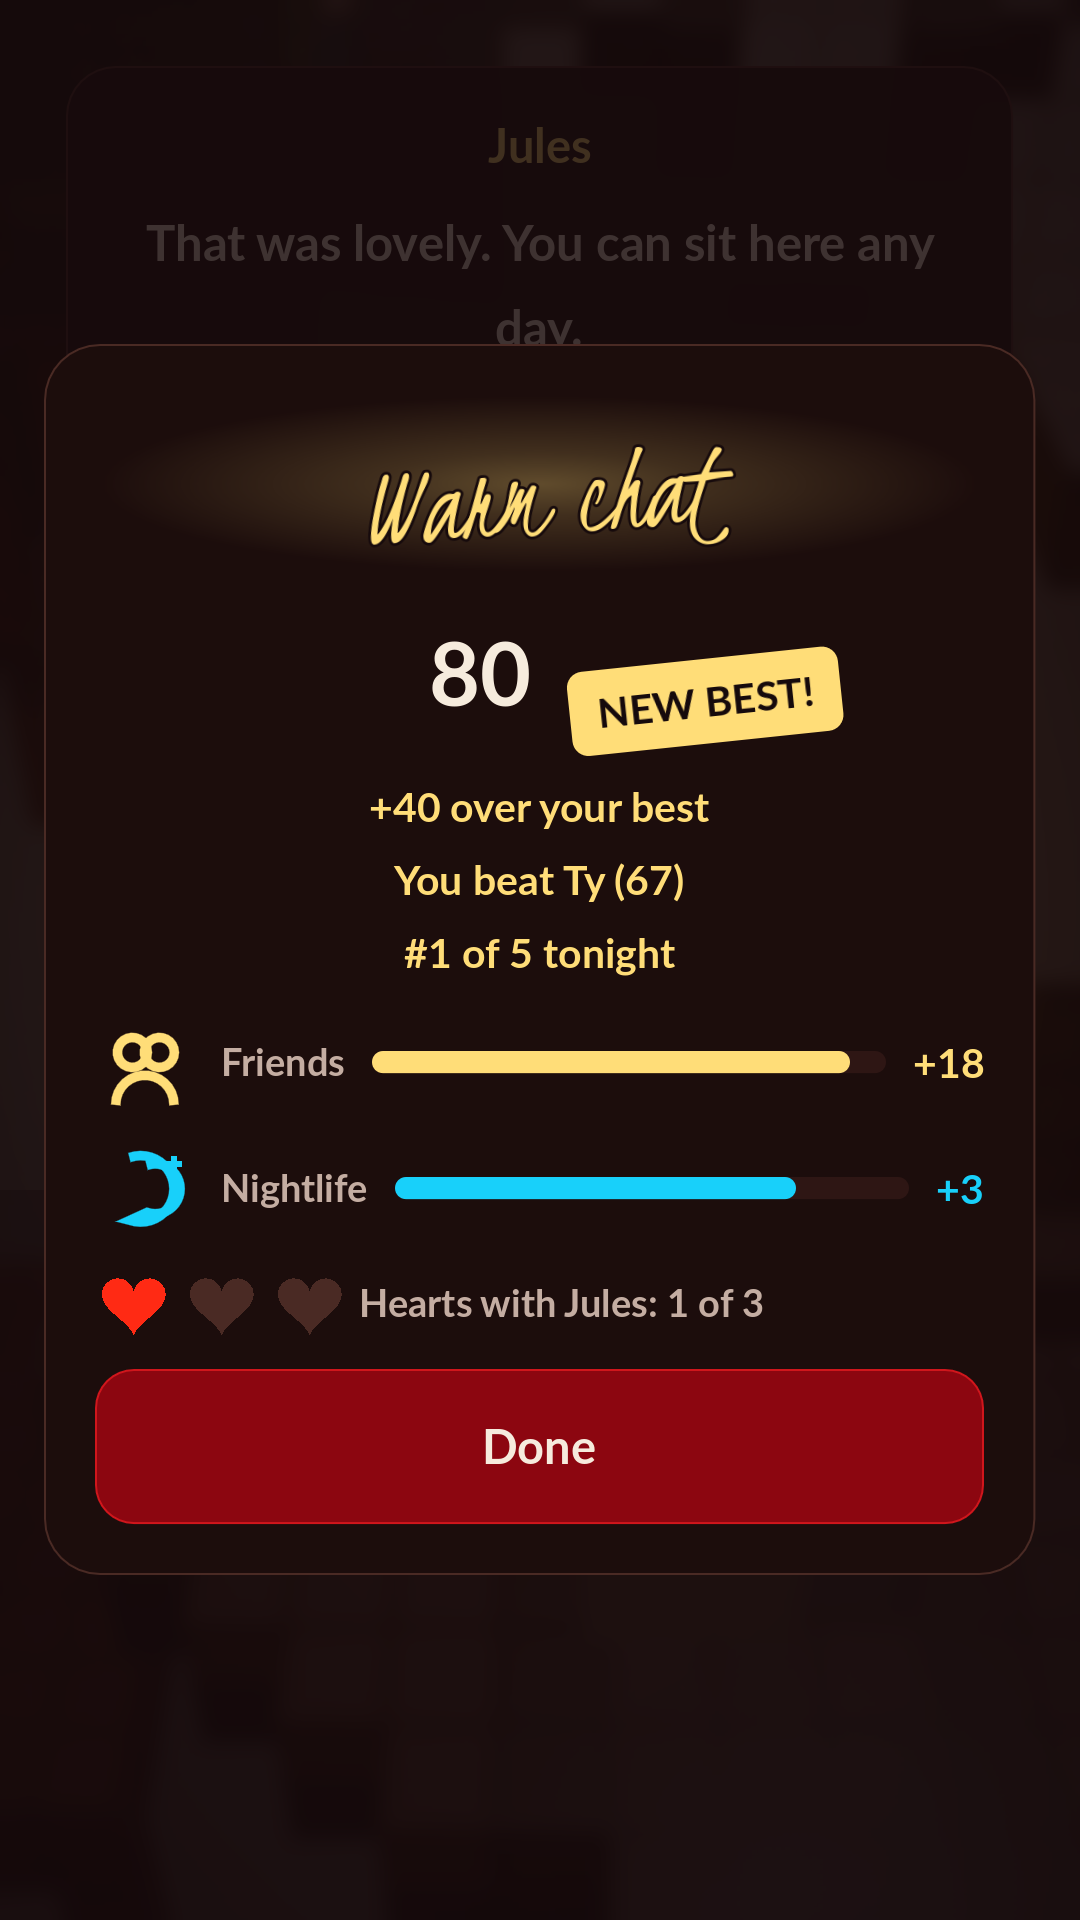 Jules
That was lovely. You can sit here any
day.
Warm chat
80
NEW BEST!
+40 over your best
You beat Ty (67)
#1 of 5 tonight
Friends +18
Nightlife +3
Hearts with Jules: 1 of 3
Done